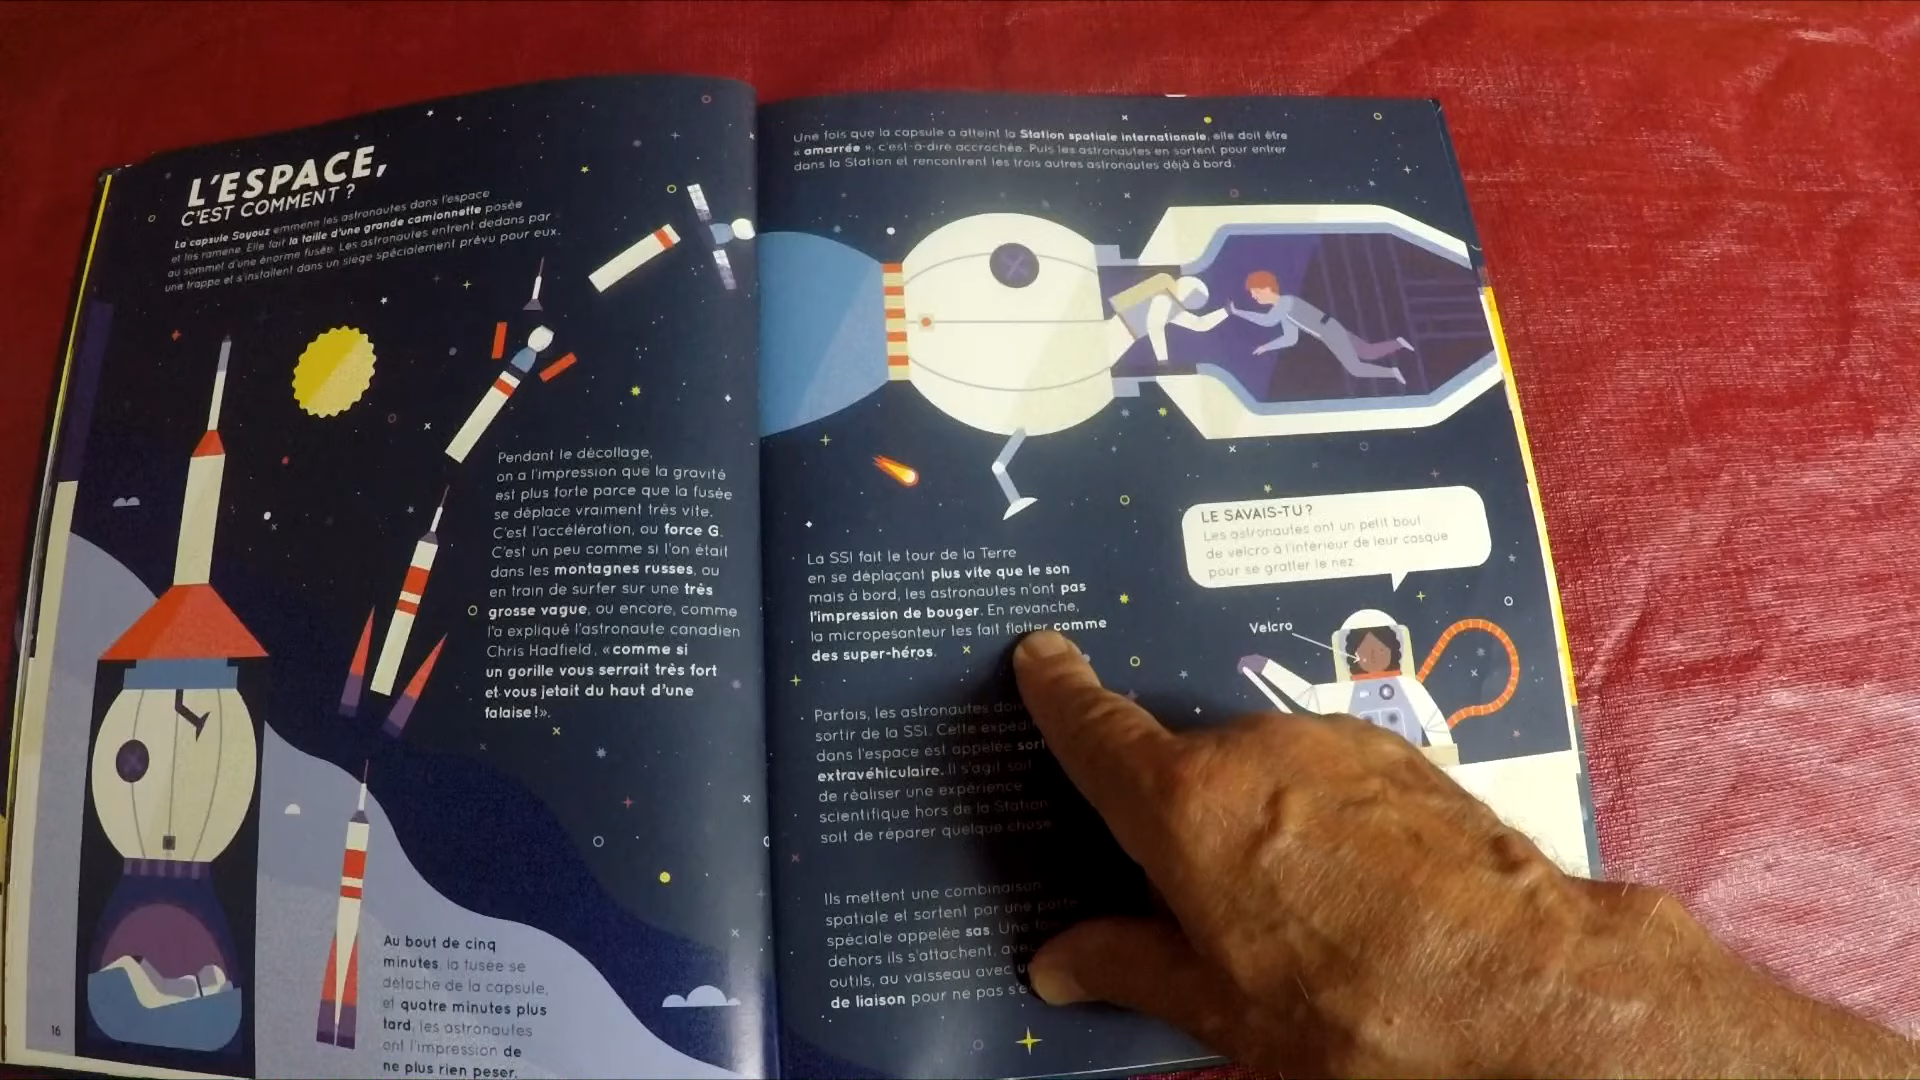 L'ESPACE,
C'EST COMMENT ?
La capsule Soyouz emmène les astronautes dans l'espace
et les ramène. Elle fait la taille d'une grande camionnette posée
au sommet d'une énorme fusée. Les astronautes entrent dedans par
une trappe et s'installent dans un siège spécialement prévu pour eux.
Pendant le décollage,
on a l'impression que la gravité
est plus forte parce que la fusée
se déplace vraiment très vite.
C'est l'accélération, ou force G.
C'est un peu comme si l'on était
dans les montagnes russes, ou
en train de surfer sur une très
grosse vague, ou encore, comme
l'a expliqué l'astronaute canadien
Chris Hadfield, «comme si
un gorille vous serrait très fort
et vous jetait du haut d'une
falaise!».
Au bout de cinq
minutes, la fusée se
détache de la capsule,
et quatre minutes plus
tard, les astronautes
ont l'impression de
ne plus rien peser.
16
Une fois que la capsule a atteint la Station spatiale internationale, elle doit être
« amarrée », c'est-à-dire accrochée. Puis les astronautes en sortent pour entrer
dans la Station et rencontrent les trois autres astronautes déjà à bord.
La SSI fait le tour de la Terre
en se déplaçant plus vite que le son
mais à bord, les astronautes n'ont pas
l'impression de bouger. En revanche,
la micropesanteur les fait flotter comme
des super-héros.
Parfois, les astronautes
sortir de la SSI. Cette
dans l'espace est appelée
extravéhiculaire. Il s'agit soit
de réaliser une expérience
scientifique hors de la Station
soit de réparer quelque chose
Ils mettent une combinaison
spatiale et sortent par une porte
spéciale appelée sas. Une
dehors ils s'attachent,
outils, au vaisseau avec
de liaison pour ne pas
LE SAVAIS-TU?
Les astronautes ont un petit bout
de velcro à l'intérieur de leur casque
pour se gratter le nez.
Velcro